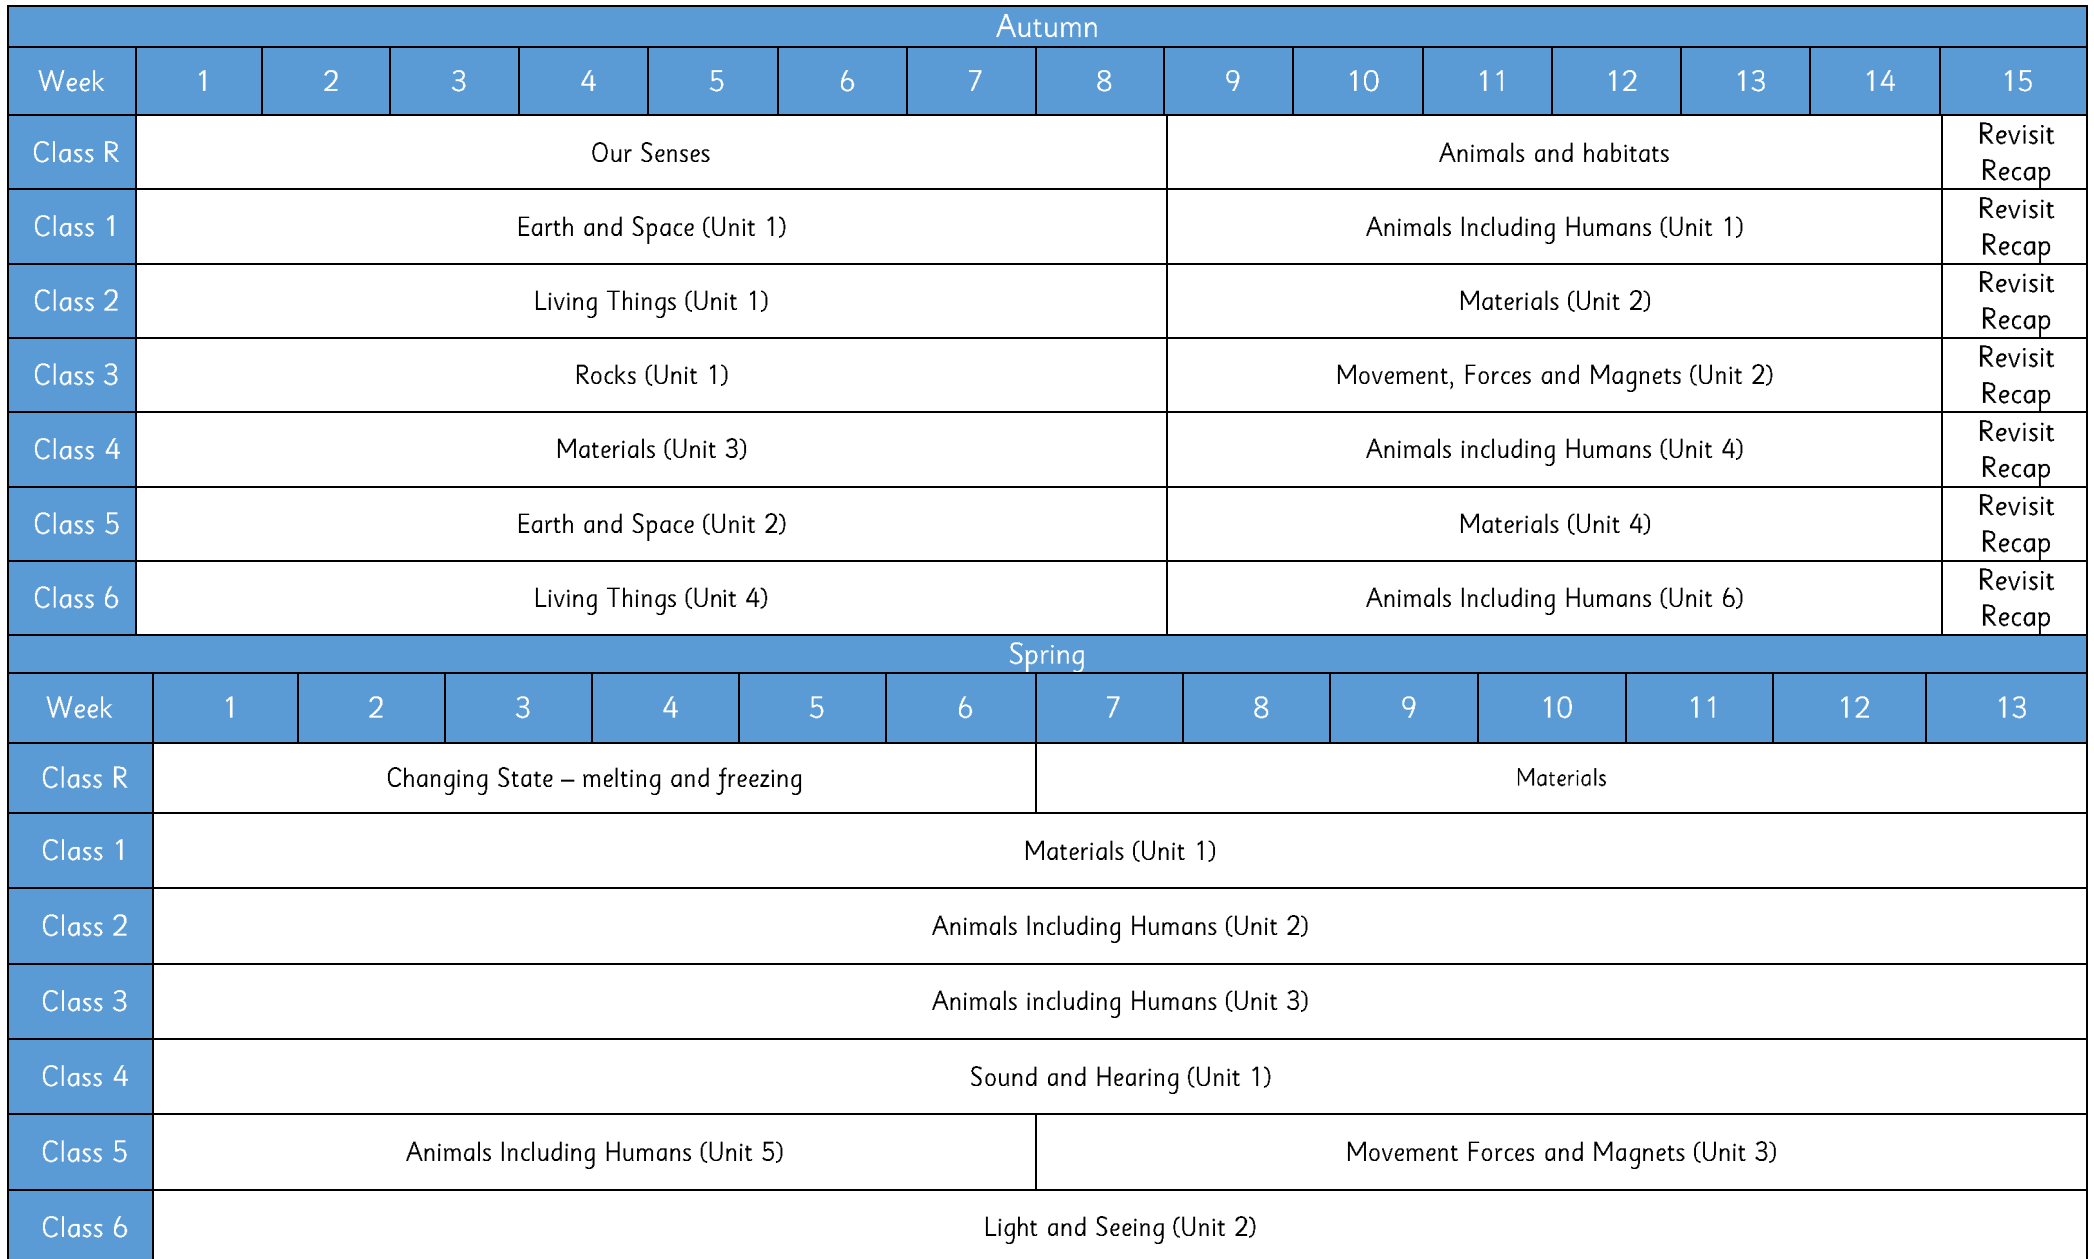 Autumn
Week 1 2 3 4 5 6 7 8 9 10 11 12 13 14 15
Class R Our Senses Animals and habitats Revisit Recap
Class 1 Earth and Space (Unit 1) Animals Including Humans (Unit 1) Revisit Recap
Class 2 Living Things (Unit 1) Materials (Unit 2) Revisit Recap
Class 3 Rocks (Unit 1) Movement, Forces and Magnets (Unit 2) Revisit Recap
Class 4 Materials (Unit 3) Animals including Humans (Unit 4) Revisit Recap
Class 5 Earth and Space (Unit 2) Materials (Unit 4) Revisit Recap
Class 6 Living Things (Unit 4) Animals Including Humans (Unit 6) Revisit Recap
Spring
Week 1 2 3 4 5 6 7 8 9 10 11 12 13
Class R Changing State – melting and freezing Materials
Class 1 Materials (Unit 1)
Class 2 Animals Including Humans (Unit 2)
Class 3 Animals including Humans (Unit 3)
Class 4 Sound and Hearing (Unit 1)
Class 5 Animals Including Humans (Unit 5) Movement Forces and Magnets (Unit 3)
Class 6 Light and Seeing (Unit 2)